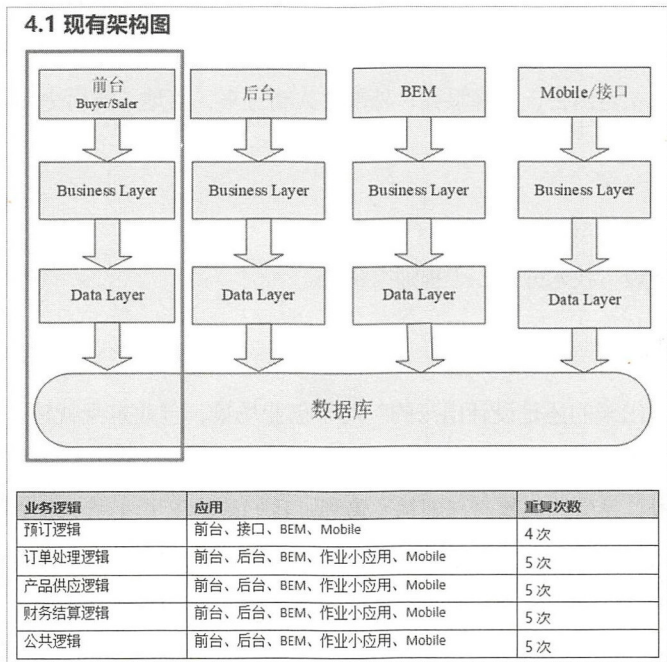 4.1 现有架构图
前台
Buyer/Saler
后台
BEM
Mobile/接口
Business Layer
Business Layer
Business Layer
Business Layer
Data Layer
Data Layer
Data Layer
Data Layer
数据库
业务逻辑 应用 重复次数
预订逻辑 前台、接口、BEM、Mobile 4次
订单处理逻辑 前台、后台、BEM、作业小应用、Mobile 5次
产品供应逻辑 前台、后台、BEM、作业小应用、Mobile 5次
财务结算逻辑 前台、后台、BEM、作业小应用、Mobile 5次
公共逻辑 前台、后台、BEM、作业小应用、Mobile 5次